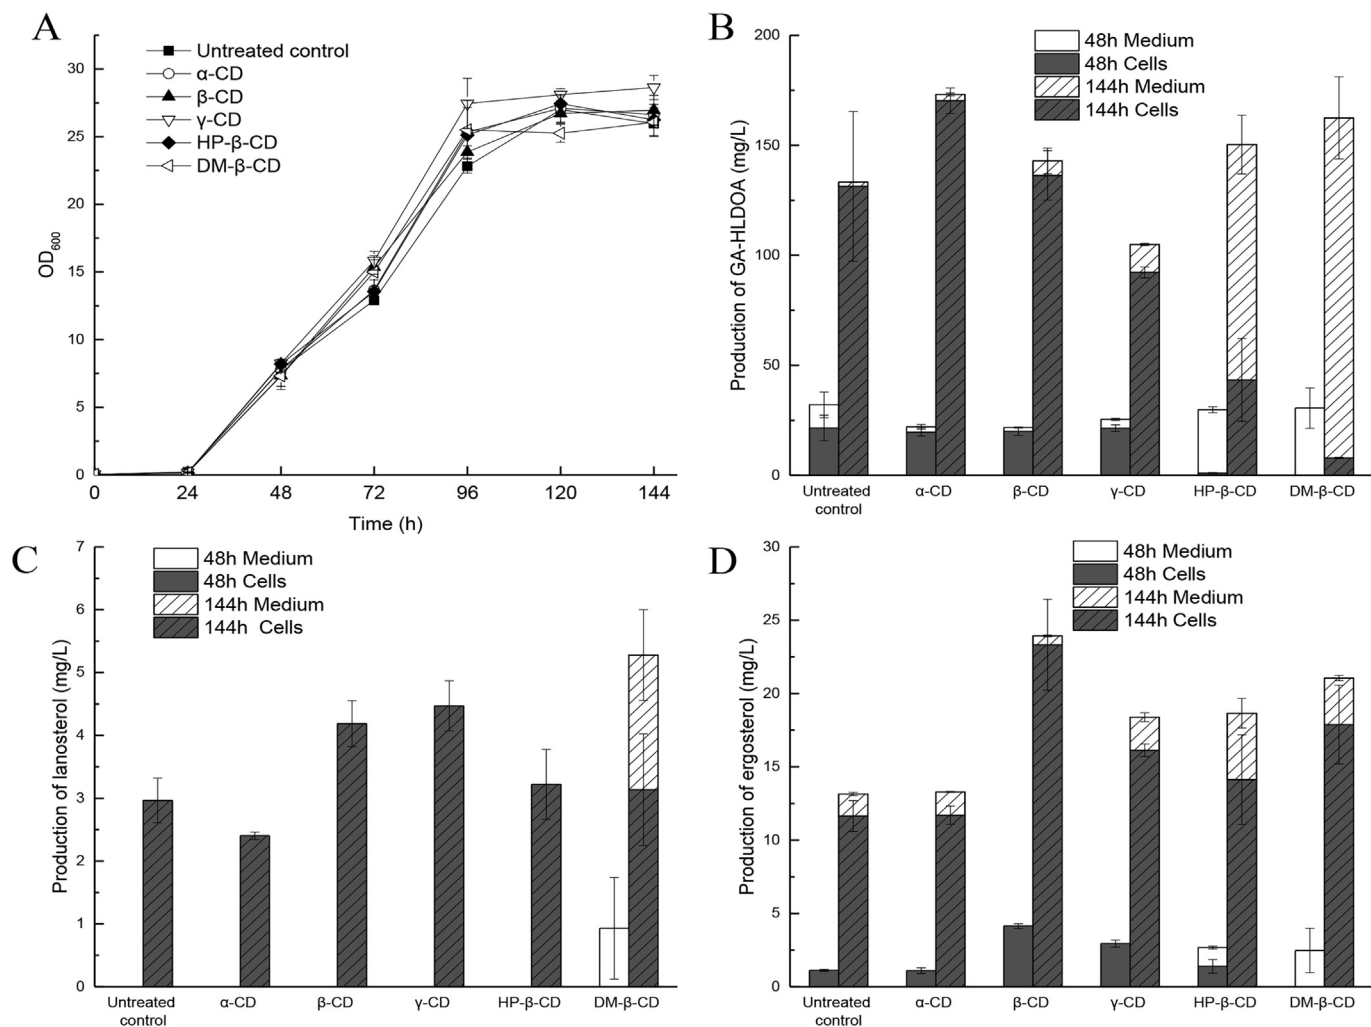 A
Untreated control
α-CD
β-CD
γ-CD
HP-β-CD
DM-β-CD
OD600
30
25
20
15
10
5
0
0 24 48 72 96 120 144
Time (h)
B
48h Medium
48h Cells
144h Medium
144h Cells
Production of GA-HLDOA (mg/L)
200
150
100
50
0
Untreated control
α-CD
β-CD
γ-CD
HP-β-CD
DM-β-CD
C
48h Medium
48h Cells
144h Medium
144h Cells
Production of lanosterol (mg/L)
7
6
5
4
3
2
1
0
Untreated control
α-CD
β-CD
γ-CD
HP-β-CD
DM-β-CD
D
48h Medium
48h Cells
144h Medium
144h Cells
Production of ergosterol (mg/L)
30
25
20
15
10
5
0
Untreated control
α-CD
β-CD
γ-CD
HP-β-CD
DM-β-CD